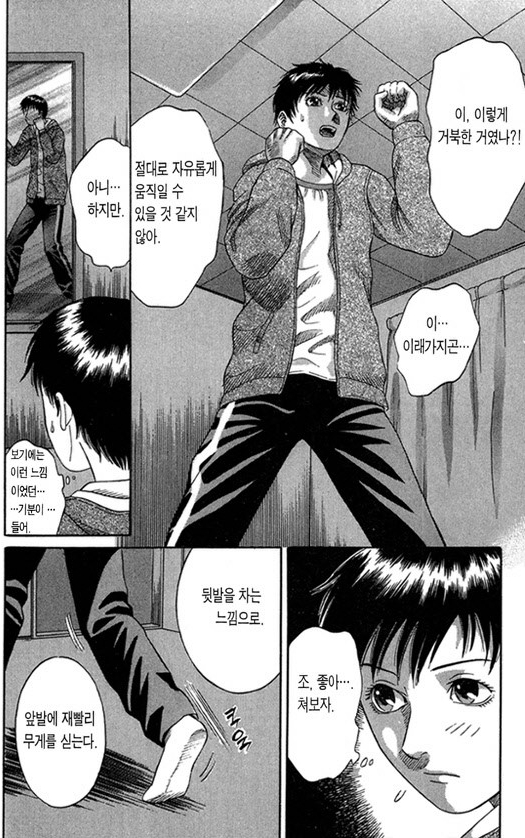 이, 이렇게
거북한 거였나?!
이…
이래가지곤…
절대로 자유롭게
움직일 수
있을 것 같지
않아.
아니…
하지만.
보기에는
이런 느낌
이었던…
…기분이 …
들어.
조, 좋아….
쳐보자.
뒷발을 차는
느낌으로.
앞발에 재빨리
무게를 싣는다.